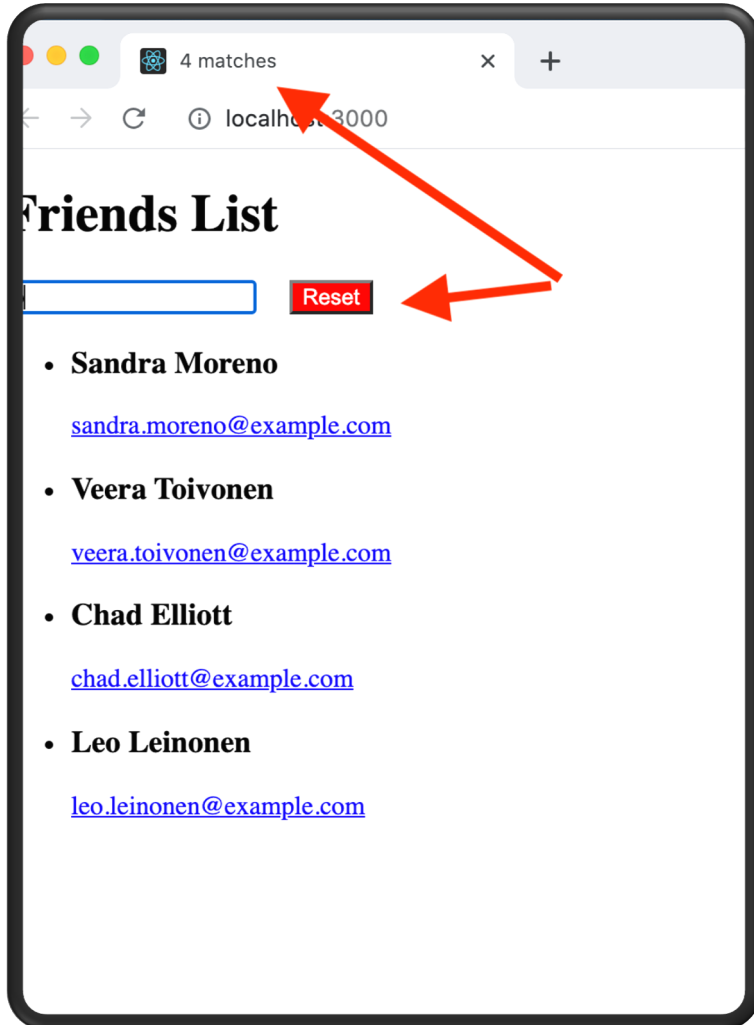 4 matches
localhost:3000
Friends List
Reset
Sandra Moreno
sandra.moreno@example.com
Veera Toivonen
veera.toivonen@example.com
Chad Elliott
chad.elliott@example.com
Leo Leinonen
leo.leinonen@example.com